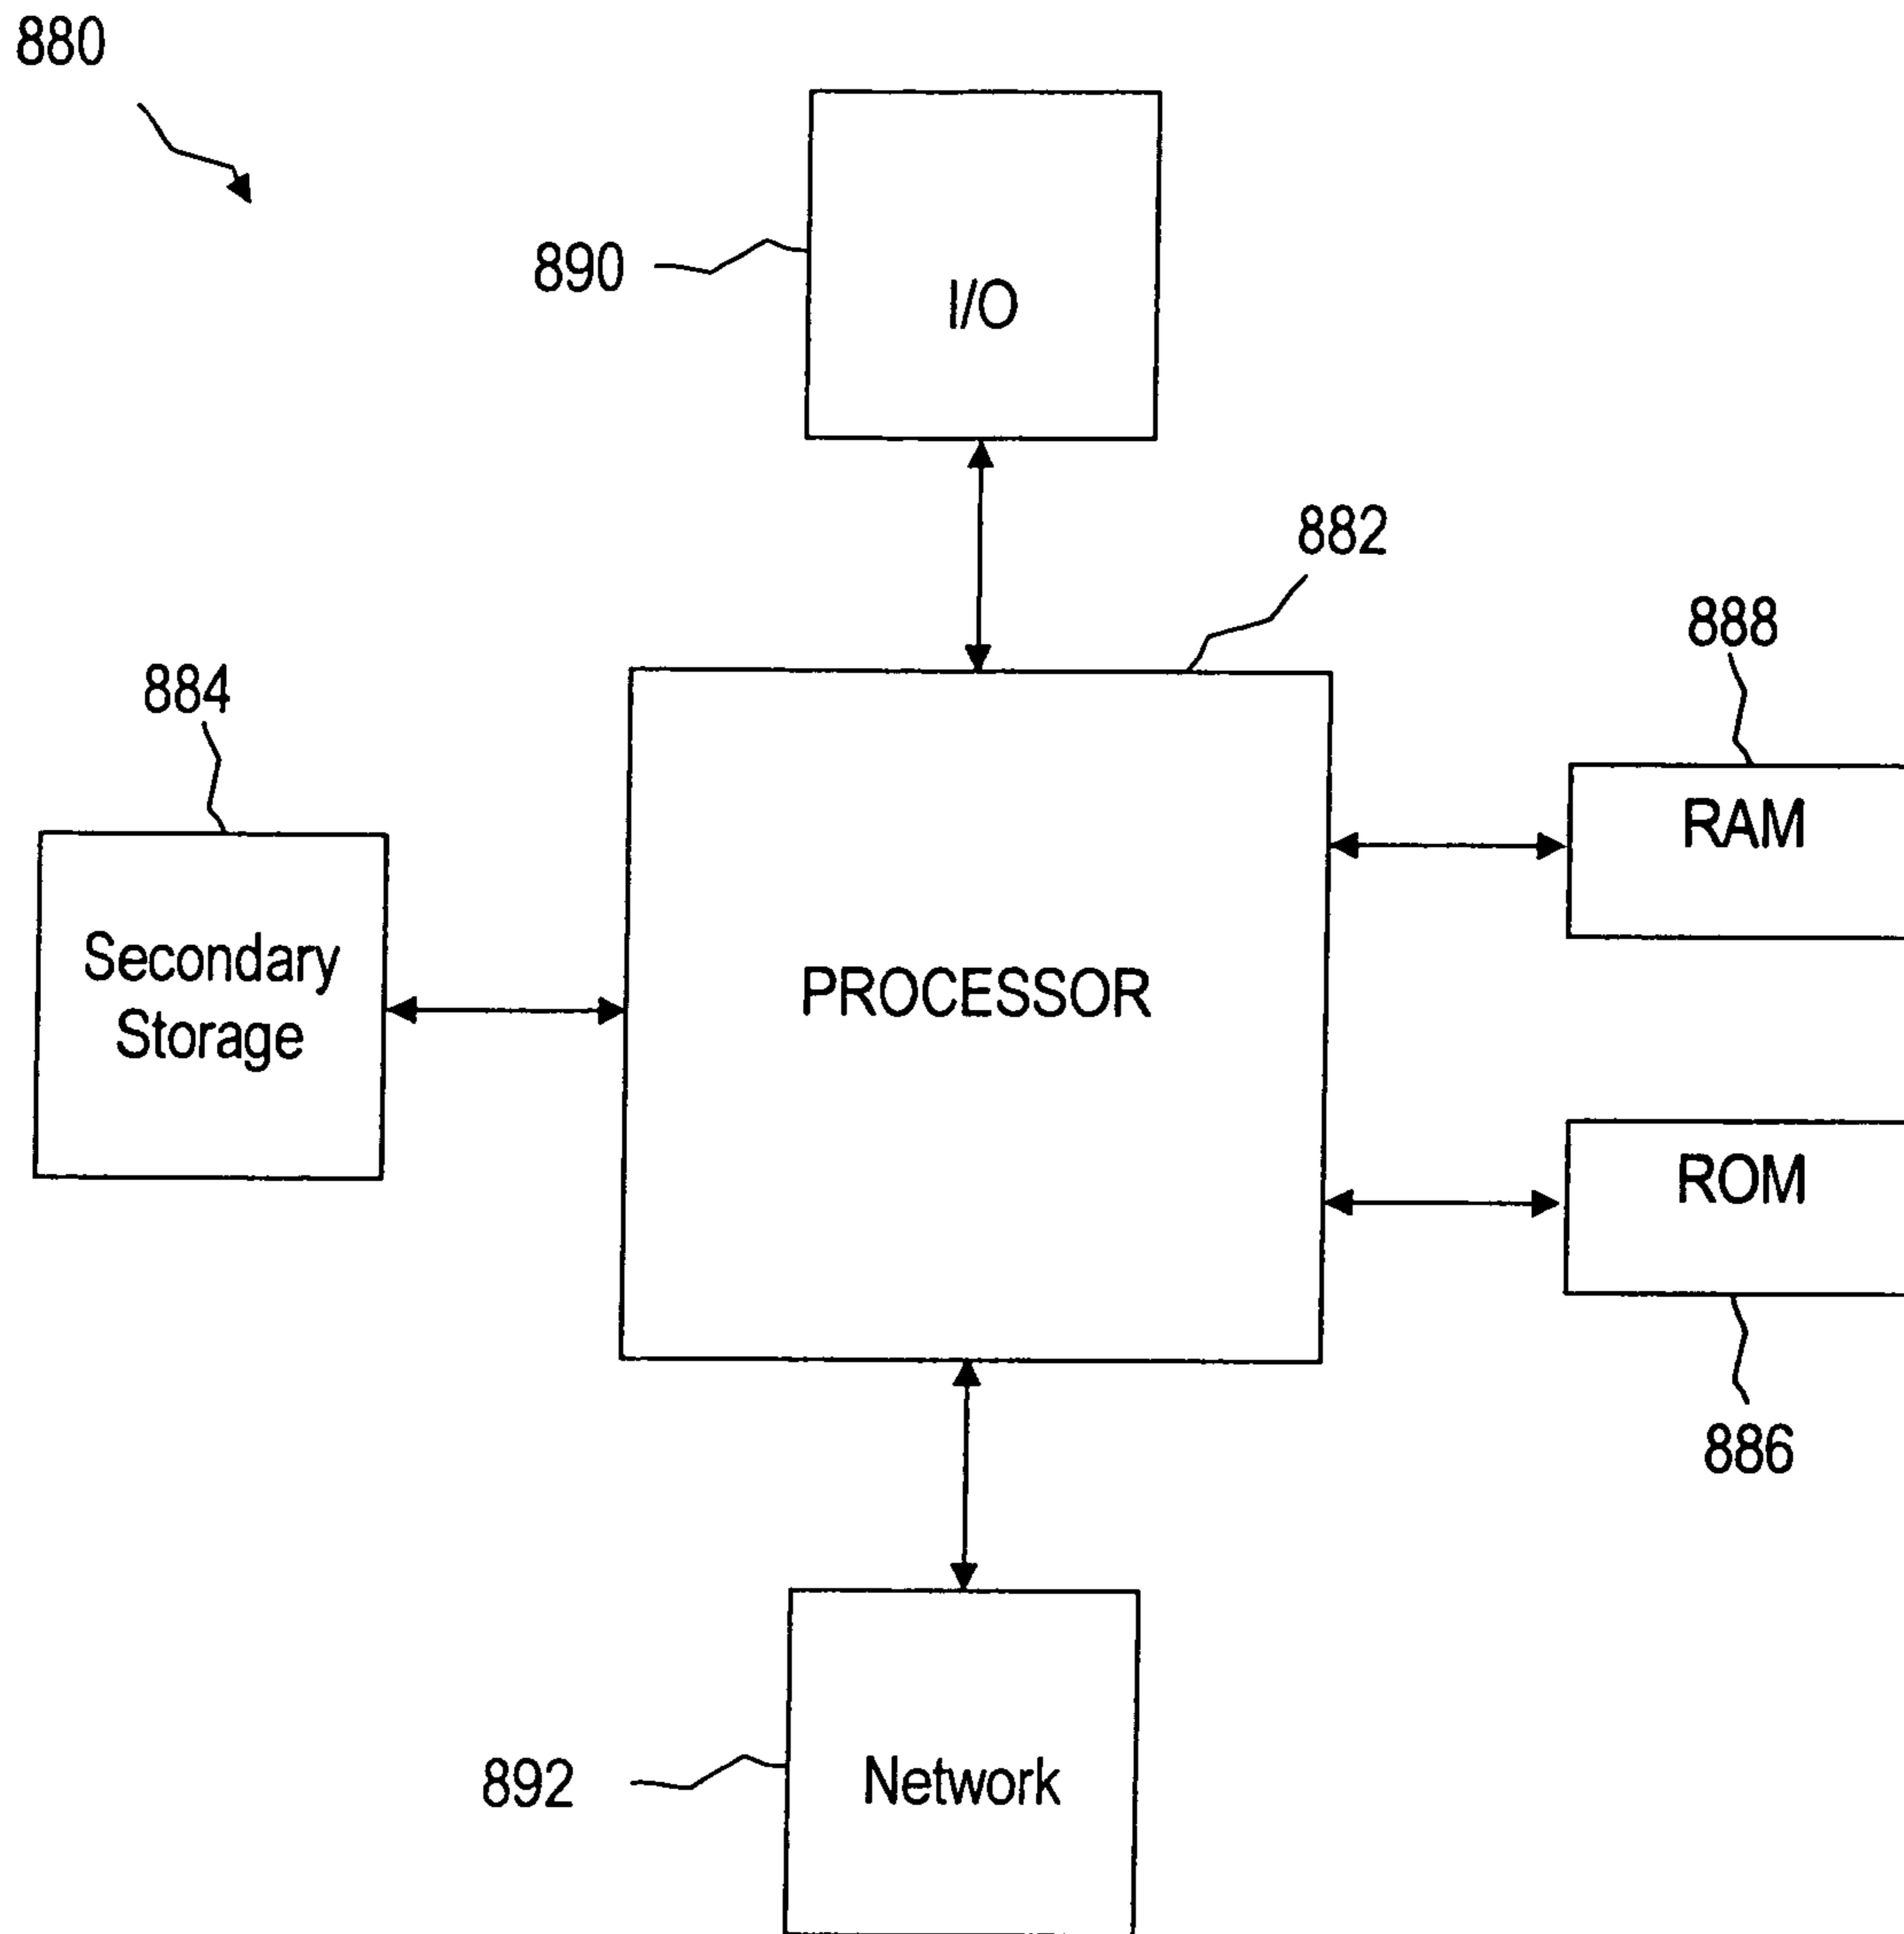 880
890
I/O
882
888
884
RAM
Secondary
Storage
PROCESSOR
ROM
886
892
Network